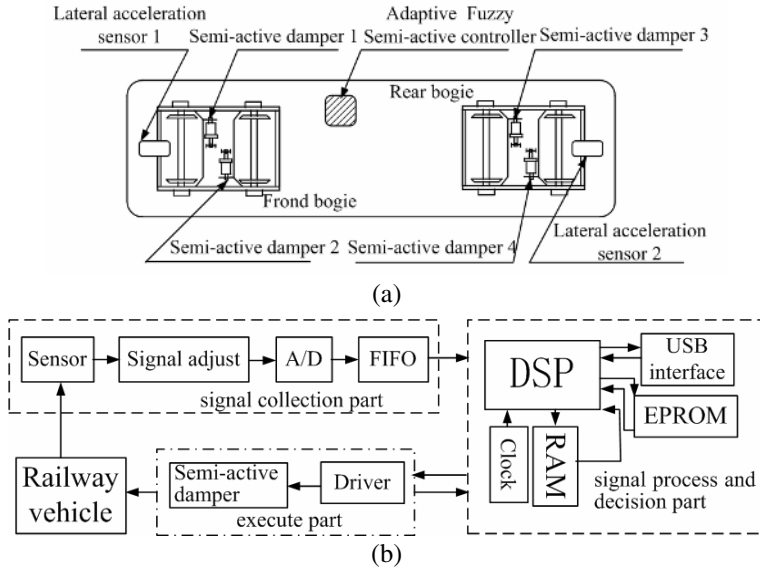 Lateral acceleration
sensor 1
Semi-active damper 1
Adaptive Fuzzy
Semi-active controller
Semi-active damper 3
Rear bogie
Frond bogie
Semi-active damper 2
Semi-active damper 4
Lateral acceleration
sensor 2
(a)
Sensor
Signal adjust
A/D
FIFO
signal collection part
DSP
USB
interface
EPROM
Clock
RAM
signal process and
decision part
Railway
vehicle
Semi-active
damper
Driver
execute part
(b)